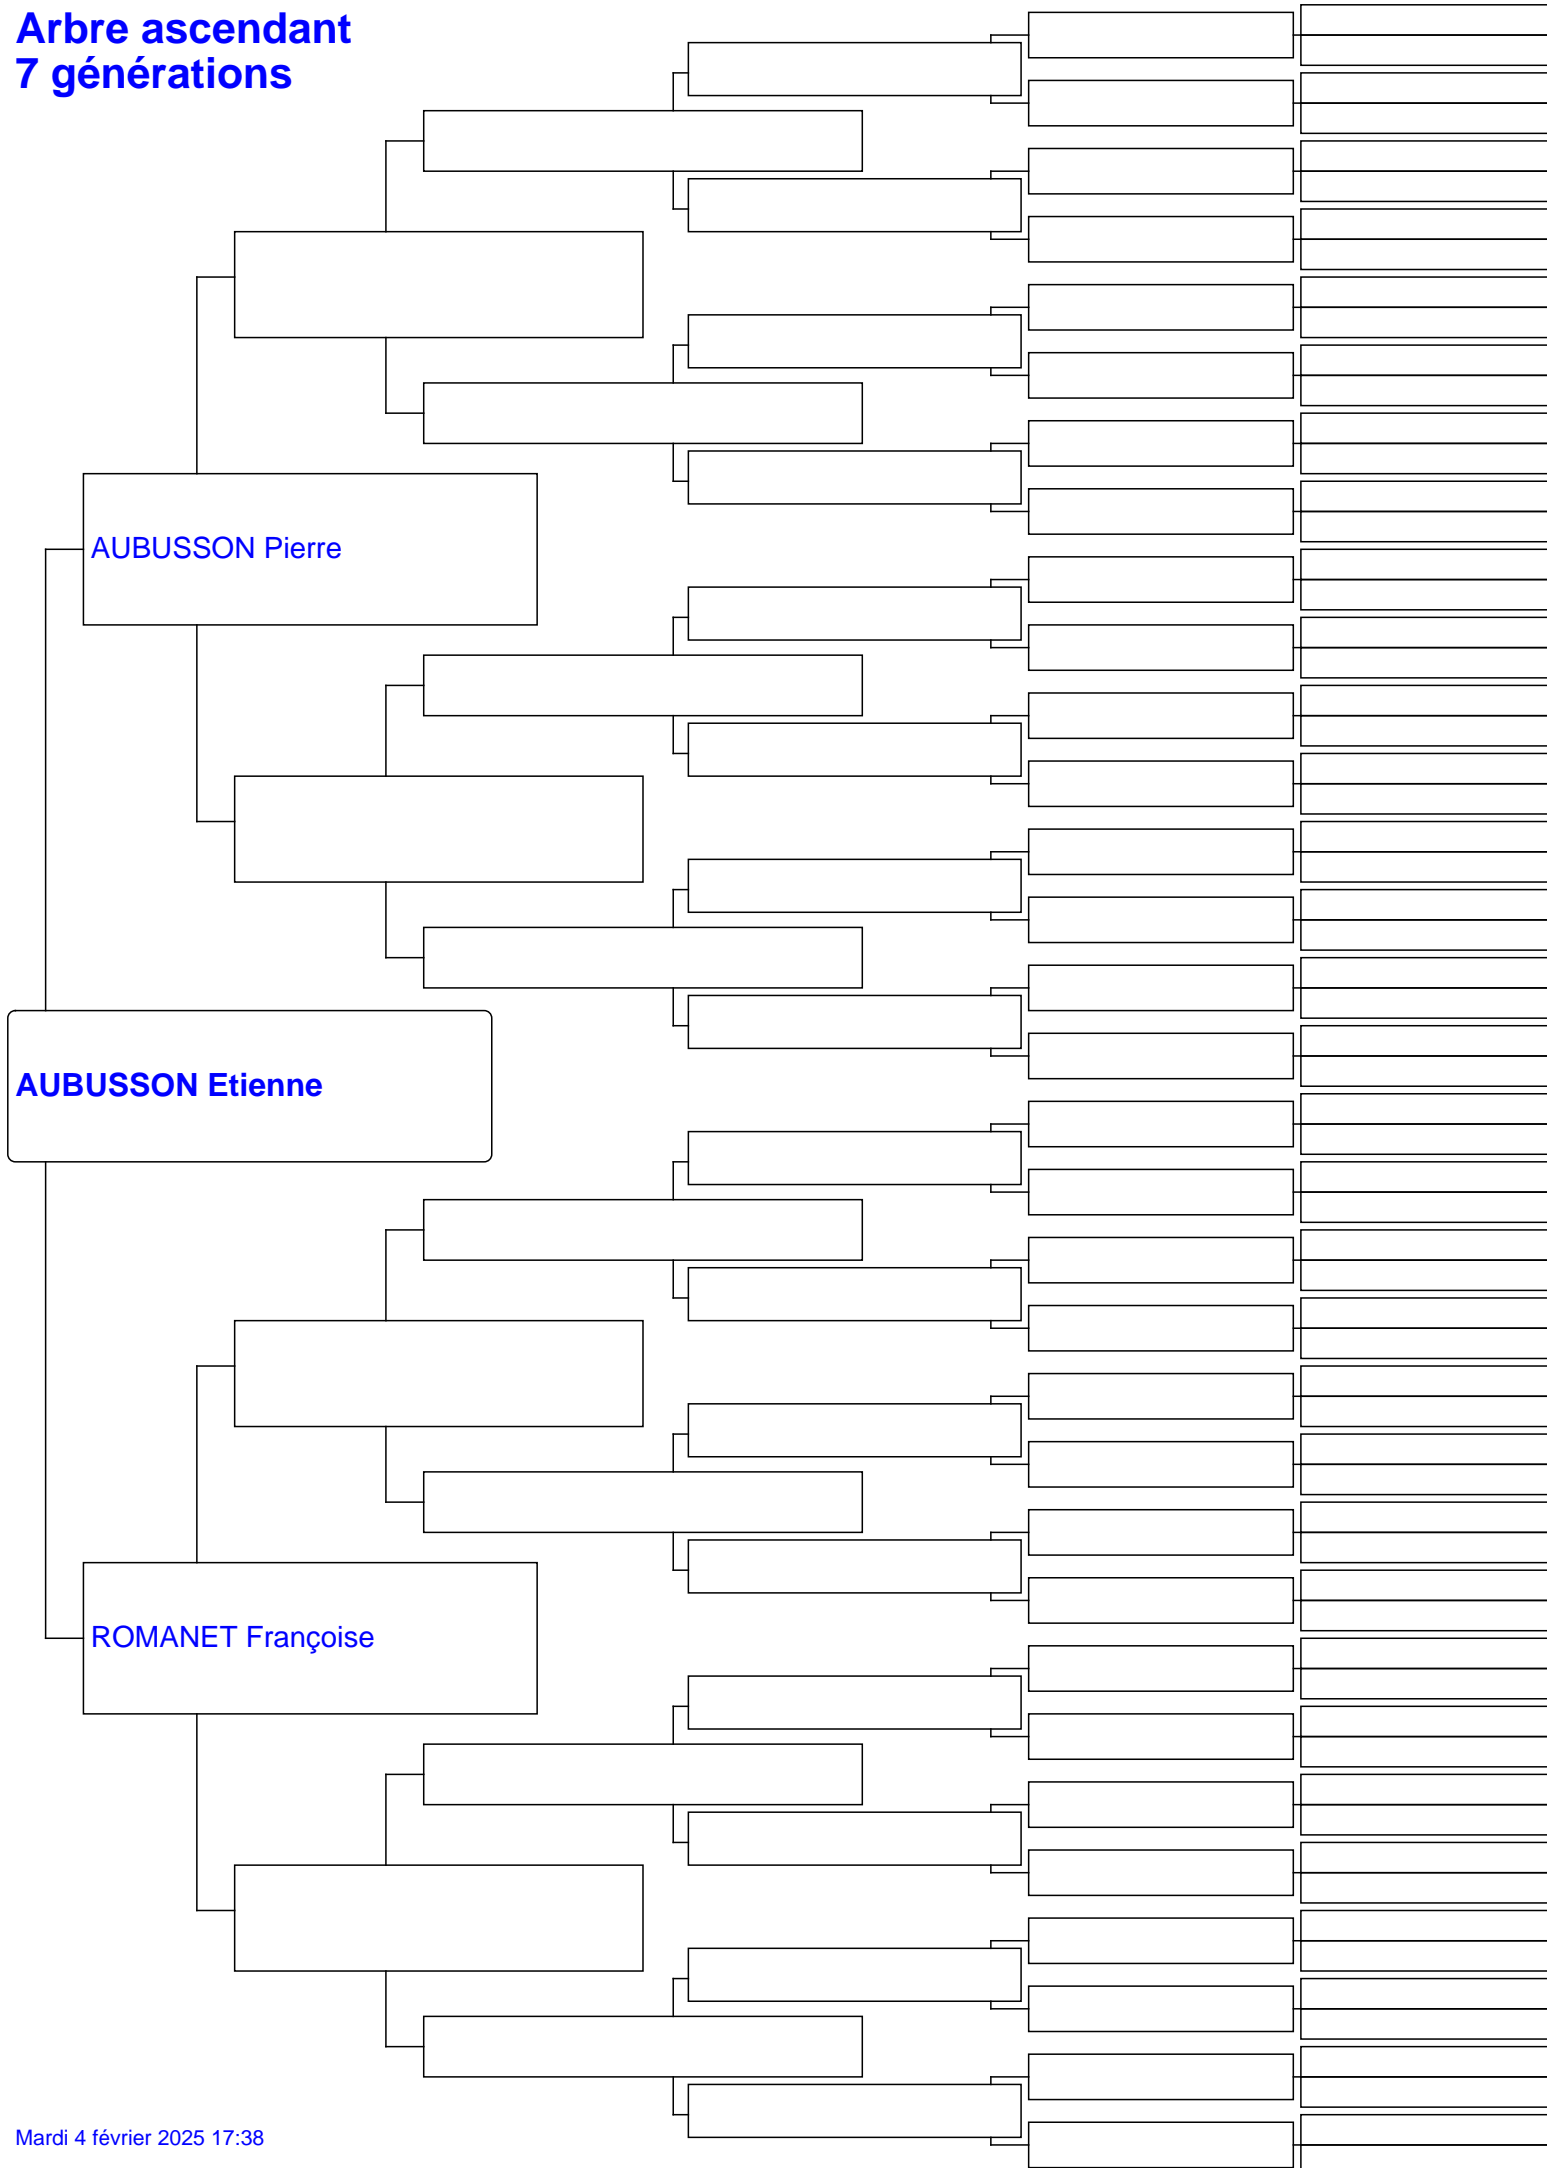 Arbre ascendant
7 générations
AUBUSSON Pierre
AUBUSSON Etienne
ROMANET Françoise
Mardi 4 février 2025 17:38